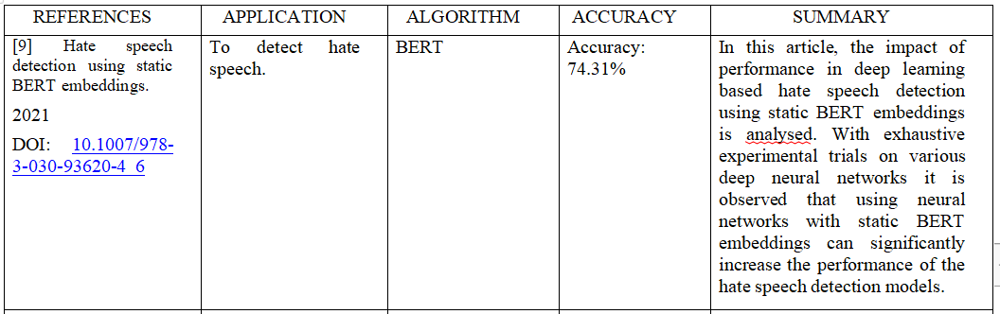 REFERENCES APPLICATION ALGORITHM ACCURACY SUMMARY
[9] Hate speech
detection using static
BERT embeddings.
2021
DOI: 10.1007/978-
3-030-93620-4_6
To detect hate
speech.
BERT
Accuracy:
74.31%
In this article, the impact of
performance in deep learning
based hate speech detection
using static BERT embeddings
is analysed. With exhaustive
experimental trials on various
deep neural networks it is
observed that using neural
networks with static BERT
embeddings can significantly
increase the performance of the
hate speech detection models.